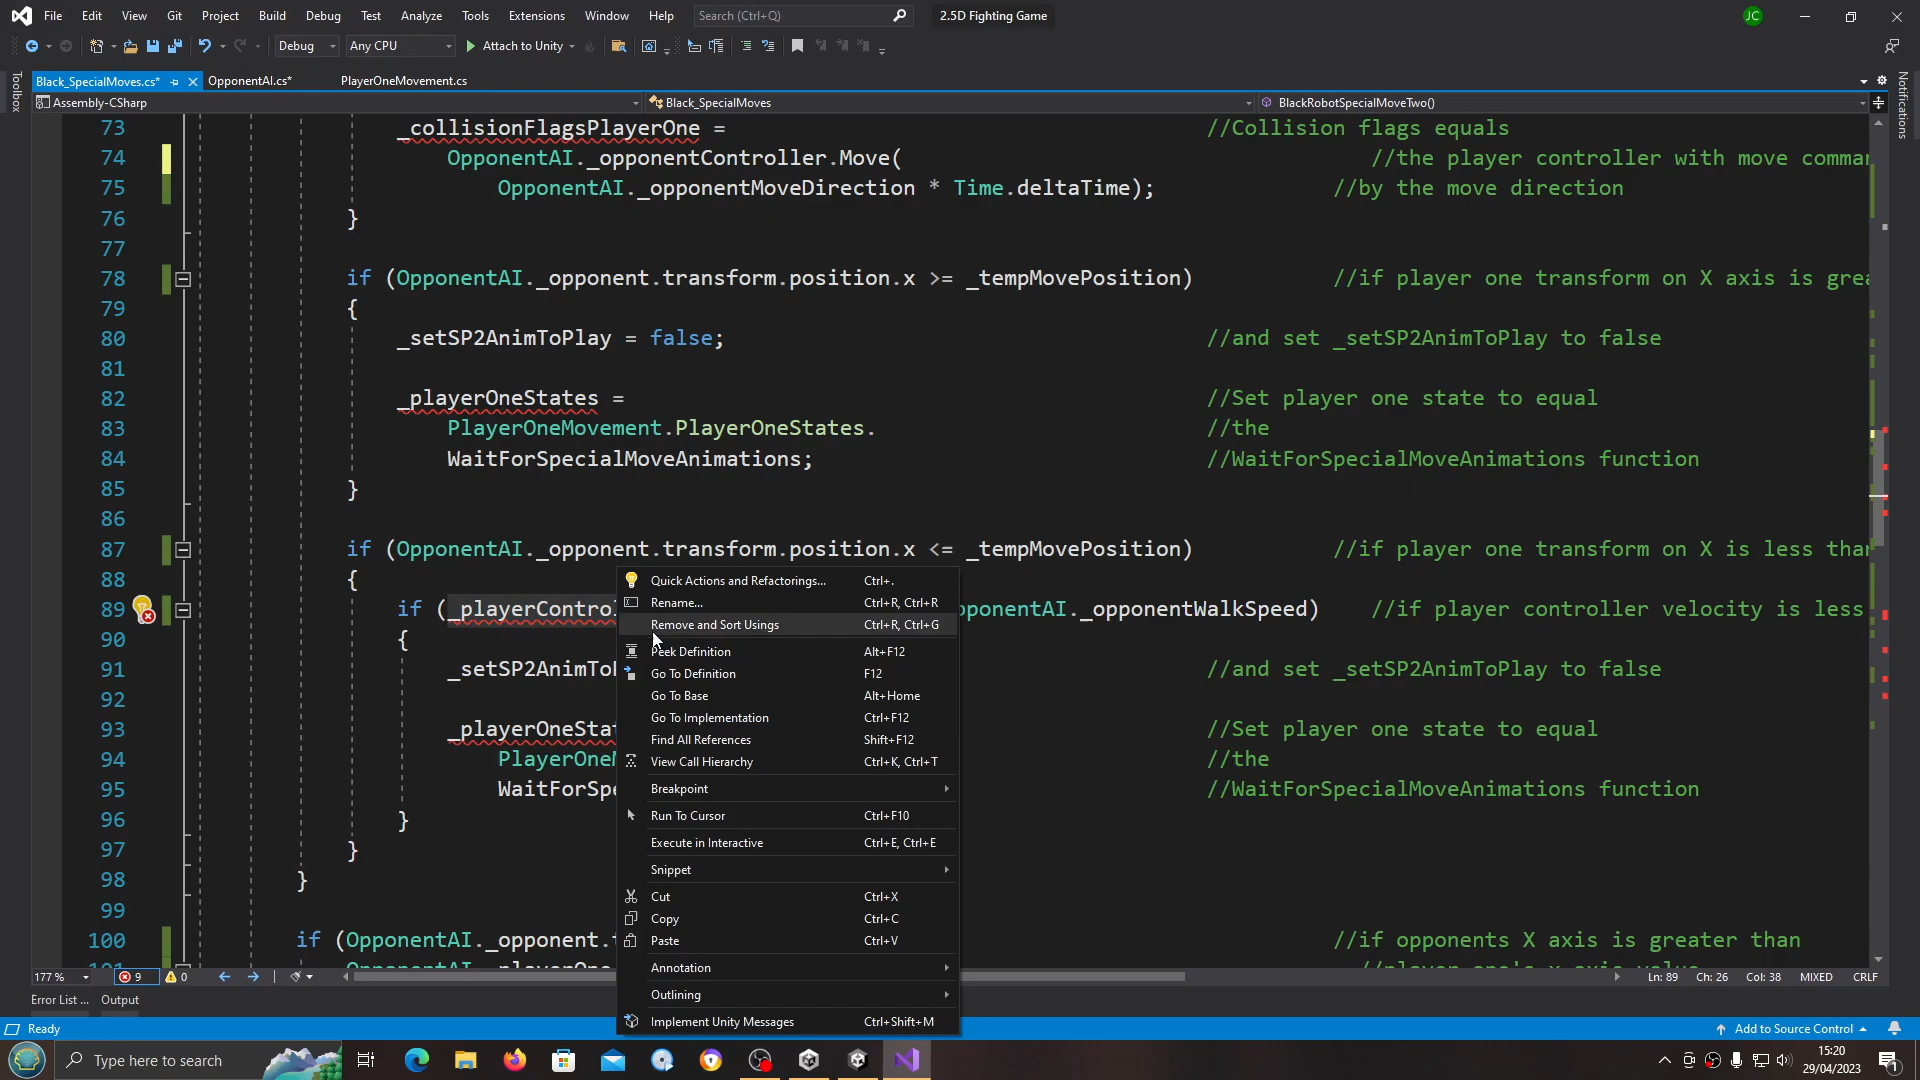 File Edit View Git Project Build Debug Test Analyze Tools Extensions Window Help Search (Ctrl+Q) 2.5D Fighting Game JC
Debug Any CPU Attach to Unity
Toolbox
Black_SpecialMoves.cs* OpponentAI.cs* PlayerOneMovement.cs
Notifications
Assembly-CSharp Black_SpecialMoves BlackRobotSpecialMoveTwo()
73 _collisionFlagsPlayerOne = //Collision flags equals
74 OpponentAI._opponentController.Move( //the player controller with move comman
75 OpponentAI._opponentMoveDirection * Time.deltaTime); //by the move direction
76 }
77
78 if (OpponentAI._opponent.transform.position.x >= _tempMovePosition) //if player one transform on X axis is grea
79 {
80 _setSP2AnimToPlay = false; //and set _setSP2AnimToPlay to false
81
82 _playerOneStates = //Set player one state to equal
83 PlayerOneMovement.PlayerOneStates. //the
84 WaitForSpecialMoveAnimations; //WaitForSpecialMoveAnimations function
85 }
86
87 if (OpponentAI._opponent.transform.position.x <= _tempMovePosition) //if player one transform on X is less than
88 {
89 if (_playerControl pponentAI._opponentWalkSpeed) //if player controller velocity is less
90 {
91 _setSP2AnimToP //and set _setSP2AnimToPlay to false
92
93 _playerOneStat //Set player one state to equal
94 PlayerOneM //the
95 WaitForSpe //WaitForSpecialMoveAnimations function
96 }
97 }
98 }
99
100 if (OpponentAI._opponent.t //if opponents X axis is greater than
Quick Actions and Refactorings... Ctrl+.
Rename... Ctrl+R, Ctrl+R
Remove and Sort Usings Ctrl+R, Ctrl+G
Peek Definition Alt+F12
Go To Definition F12
Go To Base Alt+Home
Go To Implementation Ctrl+F12
Find All References Shift+F12
View Call Hierarchy Ctrl+K, Ctrl+T
Breakpoint
Run To Cursor Ctrl+F10
Execute in Interactive Ctrl+E, Ctrl+E
Snippet
Cut Ctrl+X
Copy Ctrl+C
Paste Ctrl+V
Annotation
Outlining
Implement Unity Messages Ctrl+Shift+M
177 % 9 0 Ln: 89 Ch: 26 Col: 38 MIXED CRLF
Error List ... Output
Ready Add to Source Control
Type here to search 15:20
29/04/2023 1